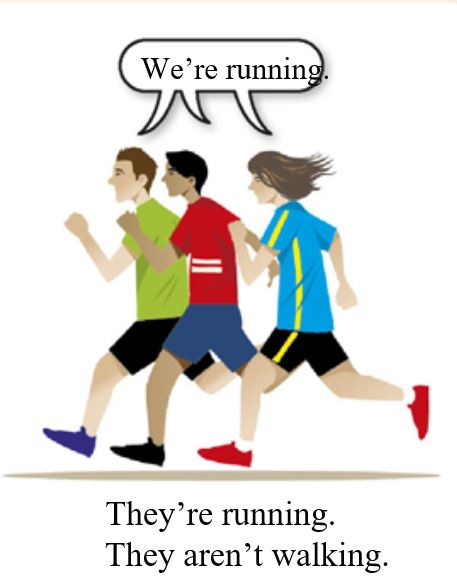 We’re running.
They’re running.
They aren’t walking.